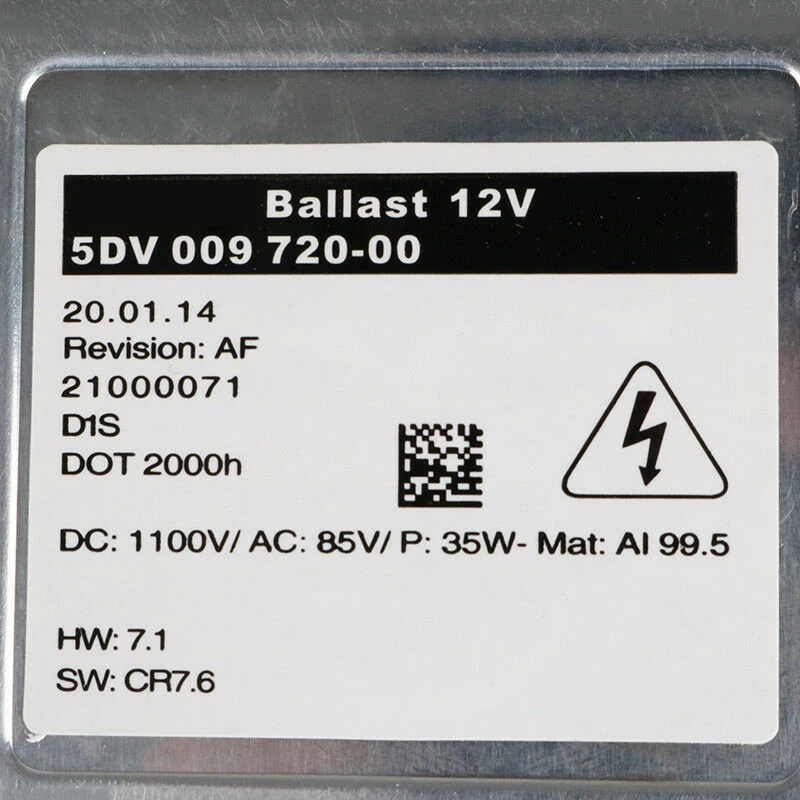 Ballast 12V
5DV 009 720-00
20.01.14
Revision: AF
21000071
D1S
DOT 2000h
DC: 1100V/ AC: 85V/ P: 35W- Mat: Al 99.5
HW: 7.1
SW: CR7.6